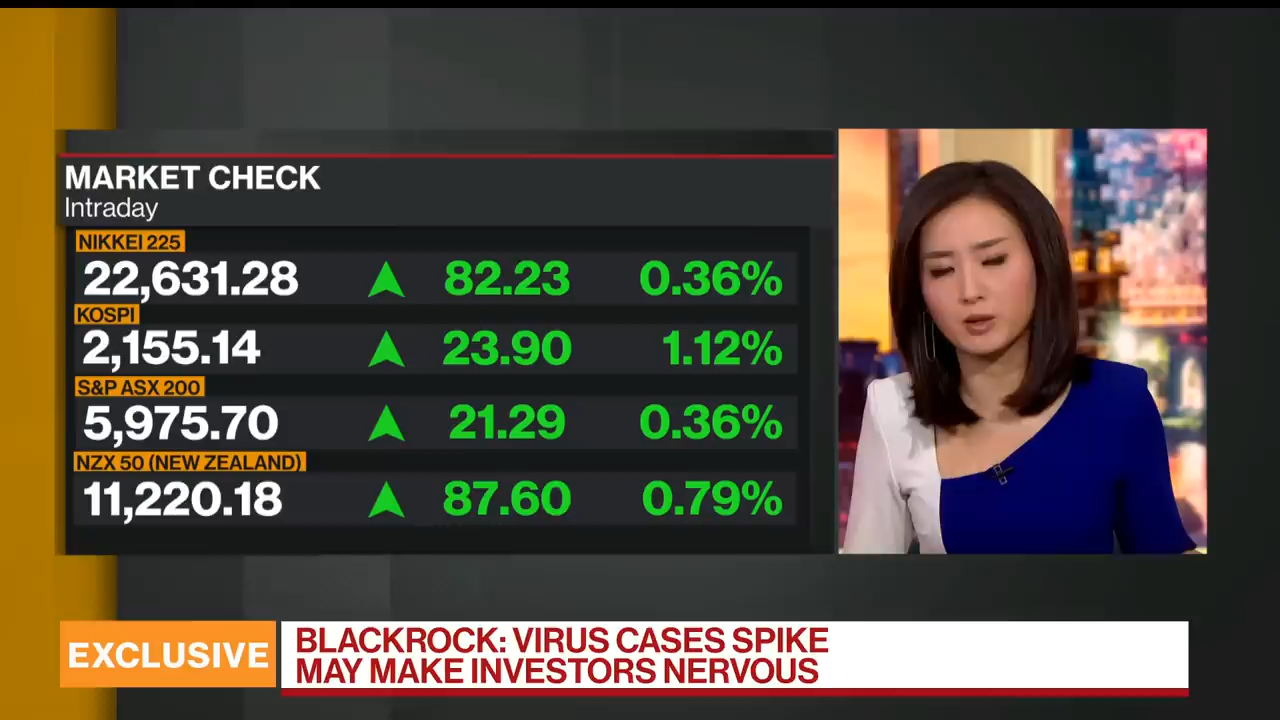 MARKET CHECK
Intraday
NIKKEI 225
22,631.28 ▲ 82.23 0.36%
KOSPI
2,155.14 ▲ 23.90 1.12%
S&P ASX 200
5,975.70 ▲ 21.29 0.36%
NZX 50 (NEW ZEALAND)
11,220.18 ▲ 87.60 0.79%
EXCLUSIVE
BLACKROCK: VIRUS CASES SPIKE
MAY MAKE INVESTORS NERVOUS